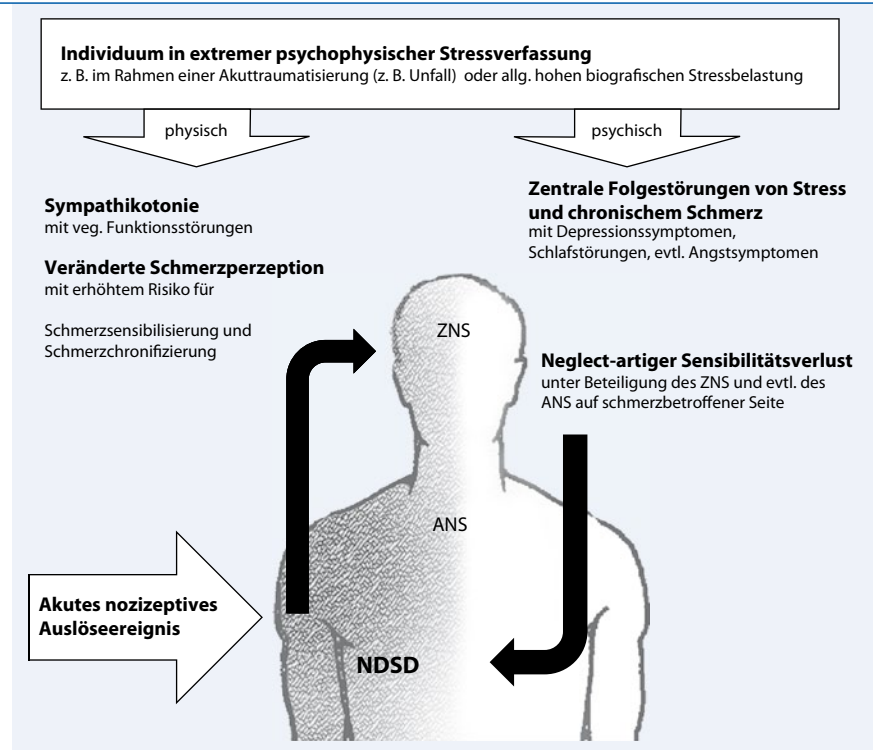 Individuum in extremer psychophysischer Stressverfassung
z. B. im Rahmen einer Akuttraumatisierung (z. B. Unfall) oder allg. hohen biografischen Stressbelastung
physisch
psychisch
Sympathikotonie
mit veg. Funktionsstörungen
Veränderte Schmerzperzeption
mit erhöhtem Risiko für
Schmerzsensibilisierung und
Schmerzchronifizierung
Zentrale Folgestörungen von Stress
und chronischem Schmerz
mit Depressionssymptomen,
Schlafstörungen, evtl. Angstsymptomen
ZNS
Neglect-artiger Sensibilitätsverlust
unter Beteiligung des ZNS und evtl. des
ANS auf schmerzbetroffener Seite
ANS
Akutes nozizeptives
Auslöseereignis
NDSD